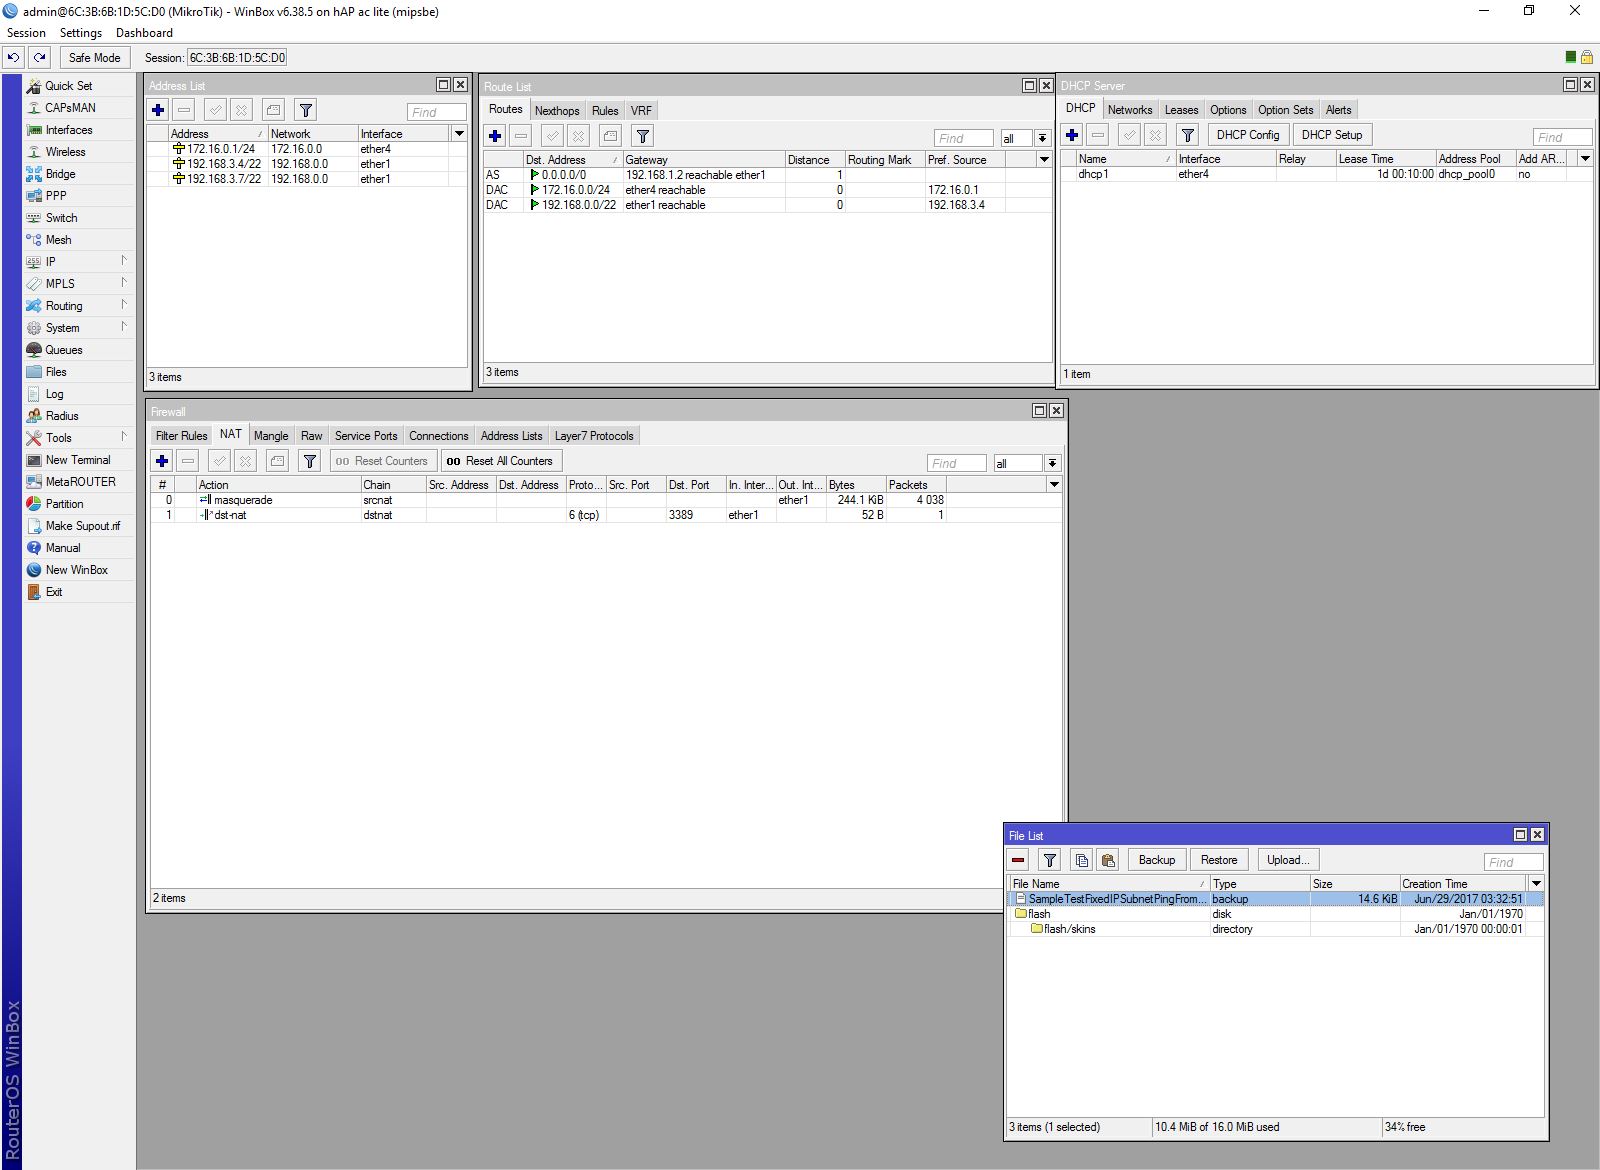 admin@6C:3B:6B:1D:5C:D0 (MikroTik) - WinBox v6.38.5 on hAP ac lite (mipsbe)
Session Settings Dashboard
Safe Mode Session: 6C:3B:6B:1D:5C:D0
Quick Set
CAPsMAN
Interfaces
Wireless
Bridge
PPP
Switch
Mesh
IP
MPLS
Routing
System
Queues
Files
Log
Radius
Tools
New Terminal
MetaROUTER
Partition
Make Supout.rif
Manual
New WinBox
Exit
RouterOS WinBox
Address List
Find
Address Network Interface
172.16.0.1/24 172.16.0.0 ether4
192.168.3.4/22 192.168.0.0 ether1
192.168.3.7/22 192.168.0.0 ether1
3 items
Route List
Routes Nexthops Rules VRF
Find all
Dst. Address Gateway Distance Routing Mark Pref. Source
AS 0.0.0.0/0 192.168.1.2 reachable ether1 1
DAC 172.16.0.0/24 ether4 reachable 0 172.16.0.1
DAC 192.168.0.0/22 ether1 reachable 0 192.168.3.4
3 items
DHCP Server
DHCP Networks Leases Options Option Sets Alerts
DHCP Config DHCP Setup Find
Name Interface Relay Lease Time Address Pool Add AR...
dhcp1 ether4 1d 00:10:00 dhcp_pool0 no
1 item
Firewall
Filter Rules NAT Mangle Raw Service Ports Connections Address Lists Layer7 Protocols
00 Reset Counters 00 Reset All Counters Find all
# Action Chain Src. Address Dst. Address Proto... Src. Port Dst. Port In. Inter... Out. Int... Bytes Packets
0 masquerade srcnat ether1 244.1 KiB 4 038
1 dst-nat dstnat 6 (tcp) 3389 ether1 52 B 1
2 items
File List
Backup Restore Upload... Find
File Name Type Size Creation Time
SampleTestFixedIPSubnetPingFrom... backup 14.6 KiB Jun/29/2017 03:32:51
flash disk Jan/01/1970
flash/skins directory Jan/01/1970 00:00:01
3 items (1 selected) 10.4 MiB of 16.0 MiB used 34% free